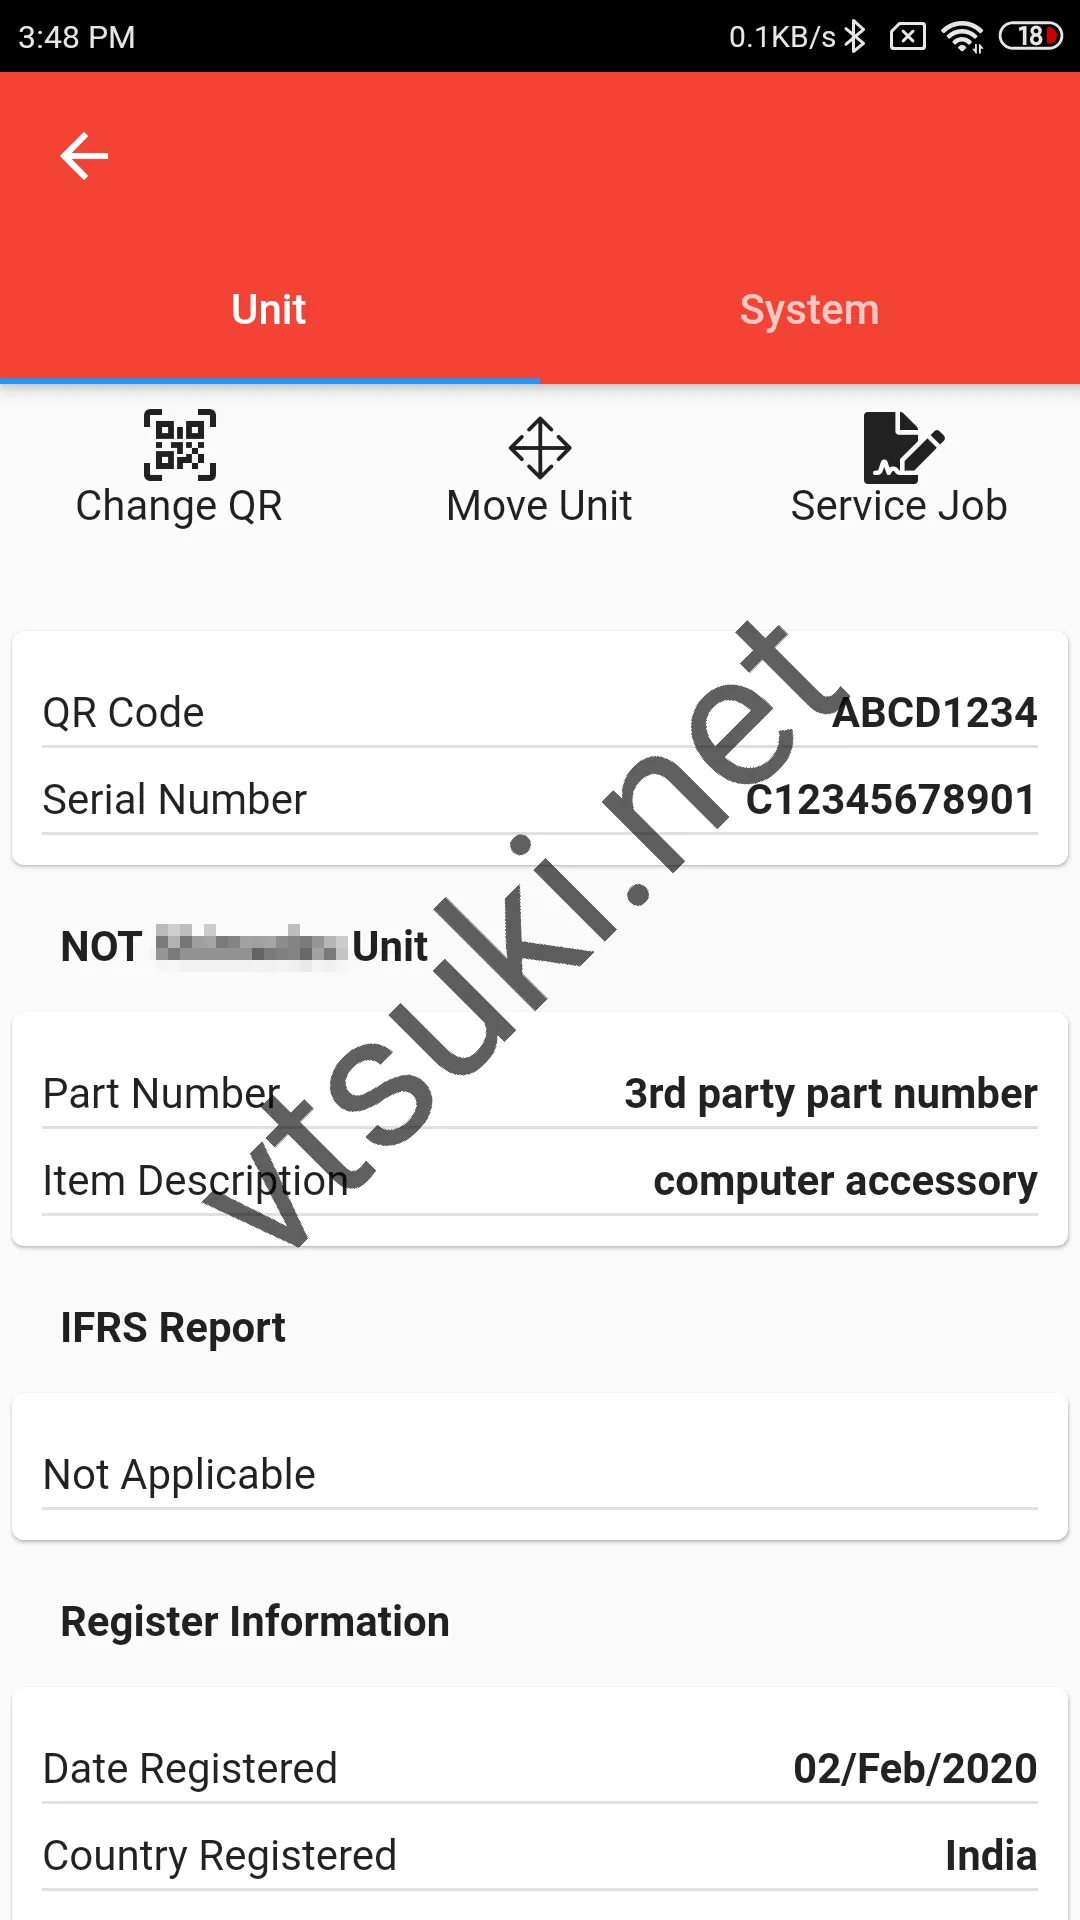 3:48 PM 0.1KB/s 18
Unit System
Change QR Move Unit Service Job
QR Code ABCD1234
Serial Number C12345678901
NOT Unit
Part Number 3rd party part number
Item Description computer accessory
IFRS Report
Not Applicable
Register Information
Date Registered 02/Feb/2020
Country Registered India
vtsuki.net